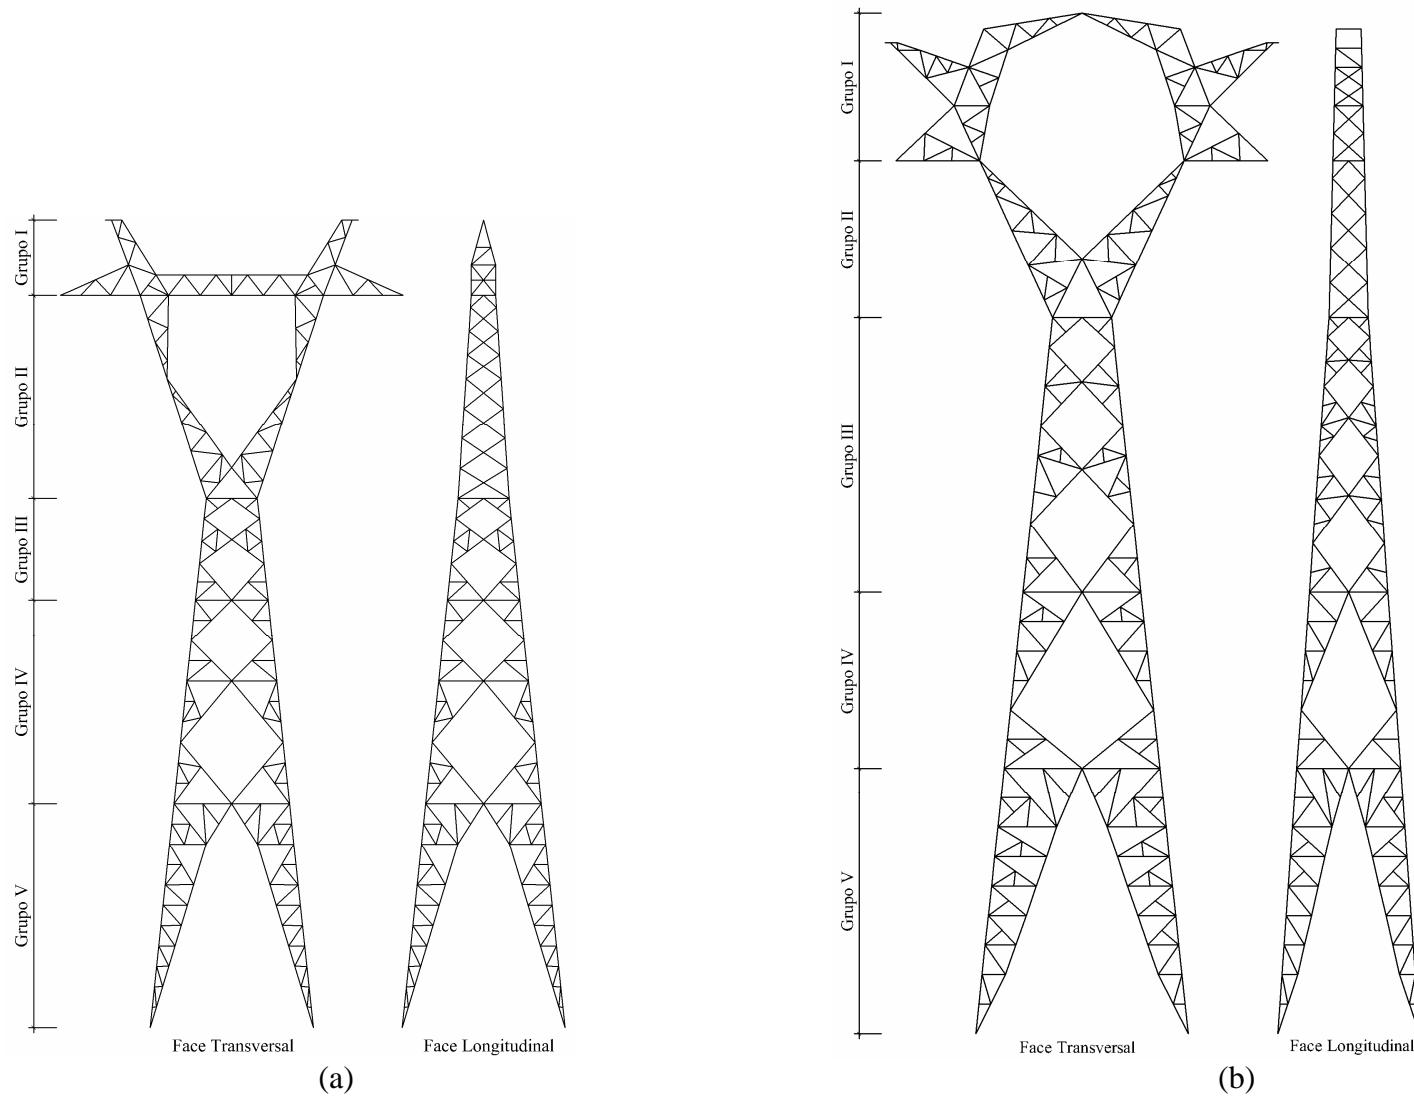 Grupo I
Grupo II
Grupo III
Grupo IV
Grupo V
Face Transversal
Face Longitudinal
(a)
Grupo I
Grupo II
Grupo III
Grupo IV
Grupo V
Face Transversal
Face Longitudinal
(b)